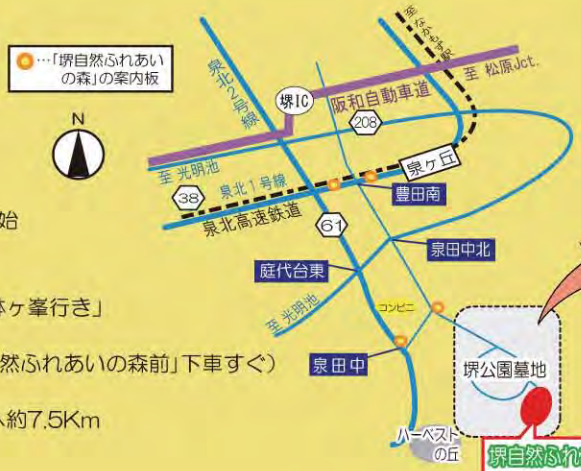 …「堺自然ふれあい
の森」の案内板
N
至 なかもず駅
泉北2号線
堺IC
阪和自動車道
至 松原Jct.
208
至 光明池
泉ヶ丘
泉北1号線
38
泉北高速鉄道
豊田南
61
泉田中北
庭代台東
至 光明池
コンビニ
泉田中
堺公園墓地
ハーベスト
の丘
堺自然ふれ
始
ヶ峯行き」
然ふれあいの森前」下車すぐ)
約7.5Km